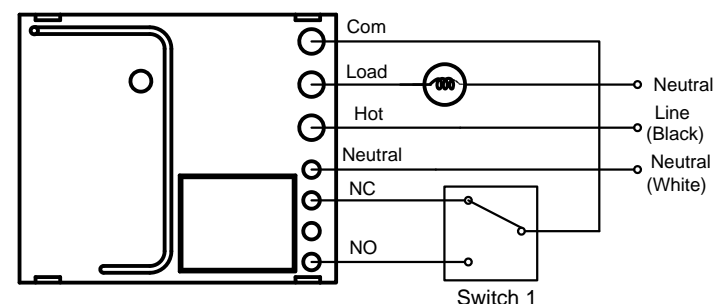 Com
Load
Neutral
Hot
Line
(Black)
Neutral
Neutral
(White)
NC
NO
Switch 1